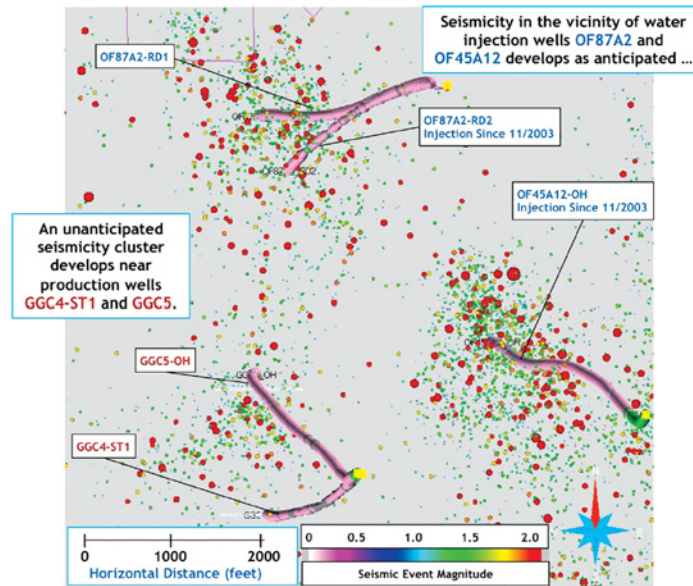 Seismicity in the vicinity of water
injection wells OF87A2 and
OF45A12 develops as anticipated ...
OF87A2-RD1
OF87A2-RD2
Injection Since 11/2003
OF45A12-OH
Injection Since 11/2003
An unanticipated
seismicity cluster
develops near
production wells
GGC4-ST1 and GGC5.
GGC5-OH
GGC4-ST1
GGC
0 1000 2000
Horizontal Distance (feet)
0 0.5 1.0 1.5 2.0
Seismic Event Magnitude